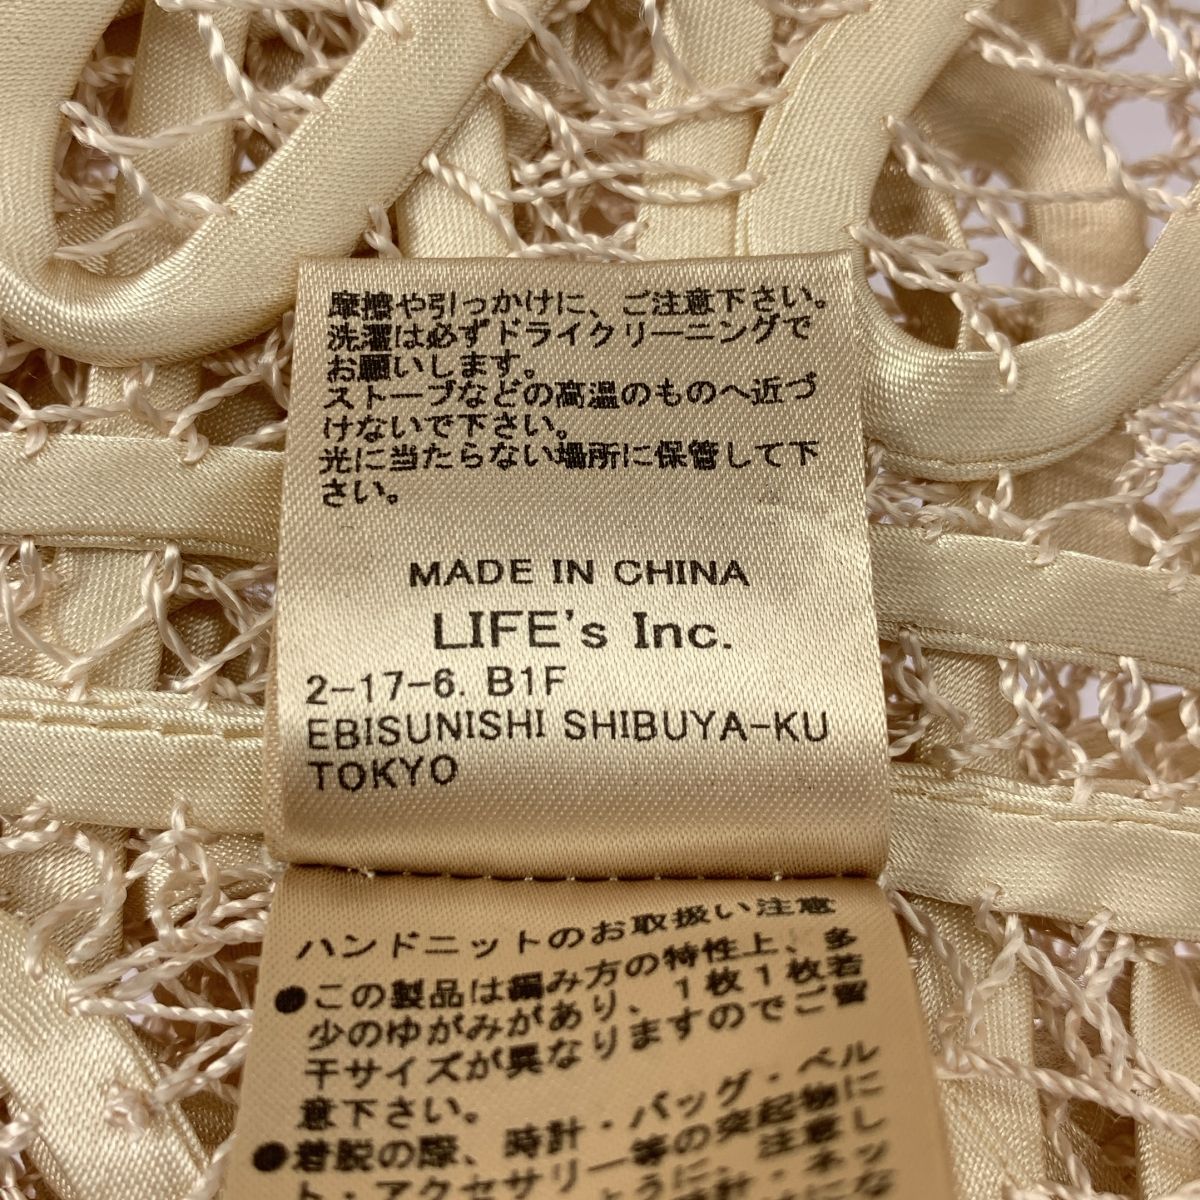 摩擦や引っかけに、ご注意下さい。
洗濯は必ずドライクリーニングで
お願いします。
ストーブなどの高温のものへ近づ
けないで下さい。
光に当たらない場所に保管して下
さい。
MADE IN CHINA
LIFE's Inc.
2-17-6. B1F
EBISUNISHI SHIBUYA-KU
TOKYO
ハンドニットのお取扱い注意
●この製品は編み方の特性上、多
少のゆがみがあり、1枚1枚若
干サイズが異なりますのでご留
意下さい。
●着脱の際、時計・バッグ・ベル
ト・アクセサリー等の突起物に